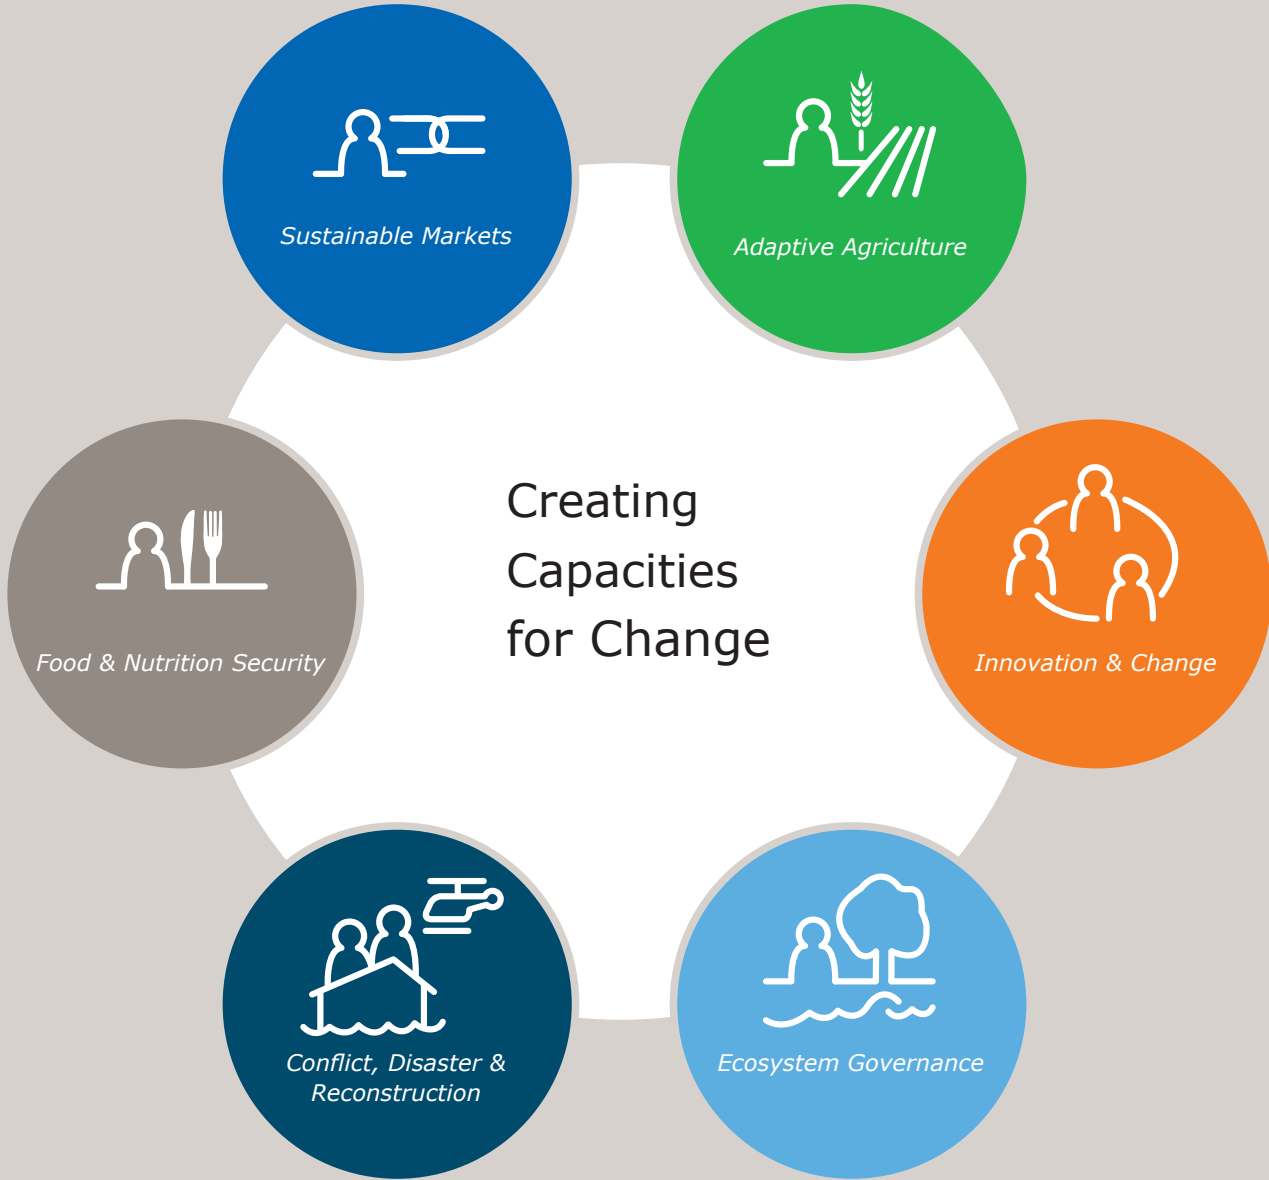 Sustainable Markets
Adaptive Agriculture
Creating
Capacities
for Change
Food & Nutrition Security
Innovation & Change
Conflict, Disaster &
Reconstruction
Ecosystem Governance